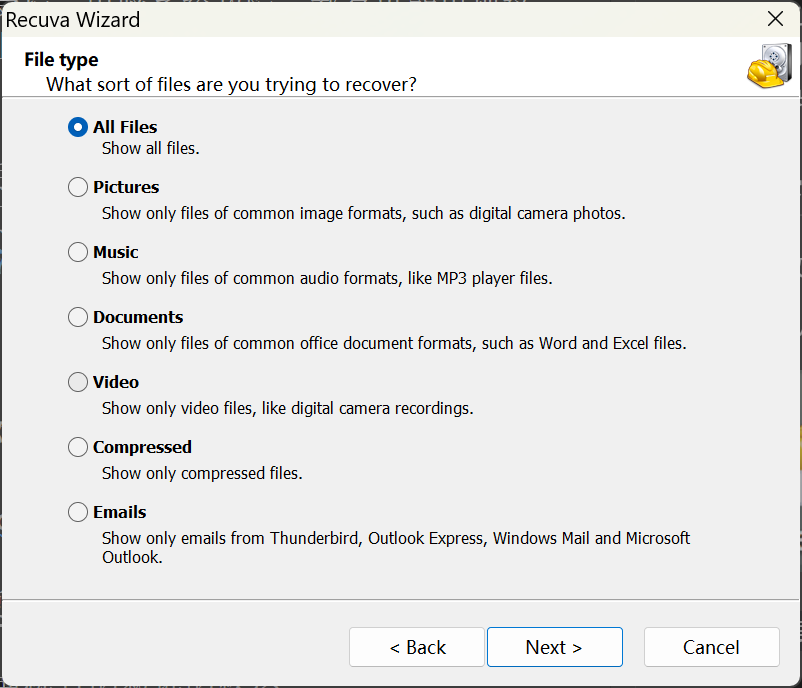 Recuva Wizard
File type
What sort of files are you trying to recover?
All Files
Show all files.
Pictures
Show only files of common image formats, such as digital camera photos.
Music
Show only files of common audio formats, like MP3 player files.
Documents
Show only files of common office document formats, such as Word and Excel files.
Video
Show only video files, like digital camera recordings.
Compressed
Show only compressed files.
Emails
Show only emails from Thunderbird, Outlook Express, Windows Mail and Microsoft
Outlook.
< Back Next > Cancel